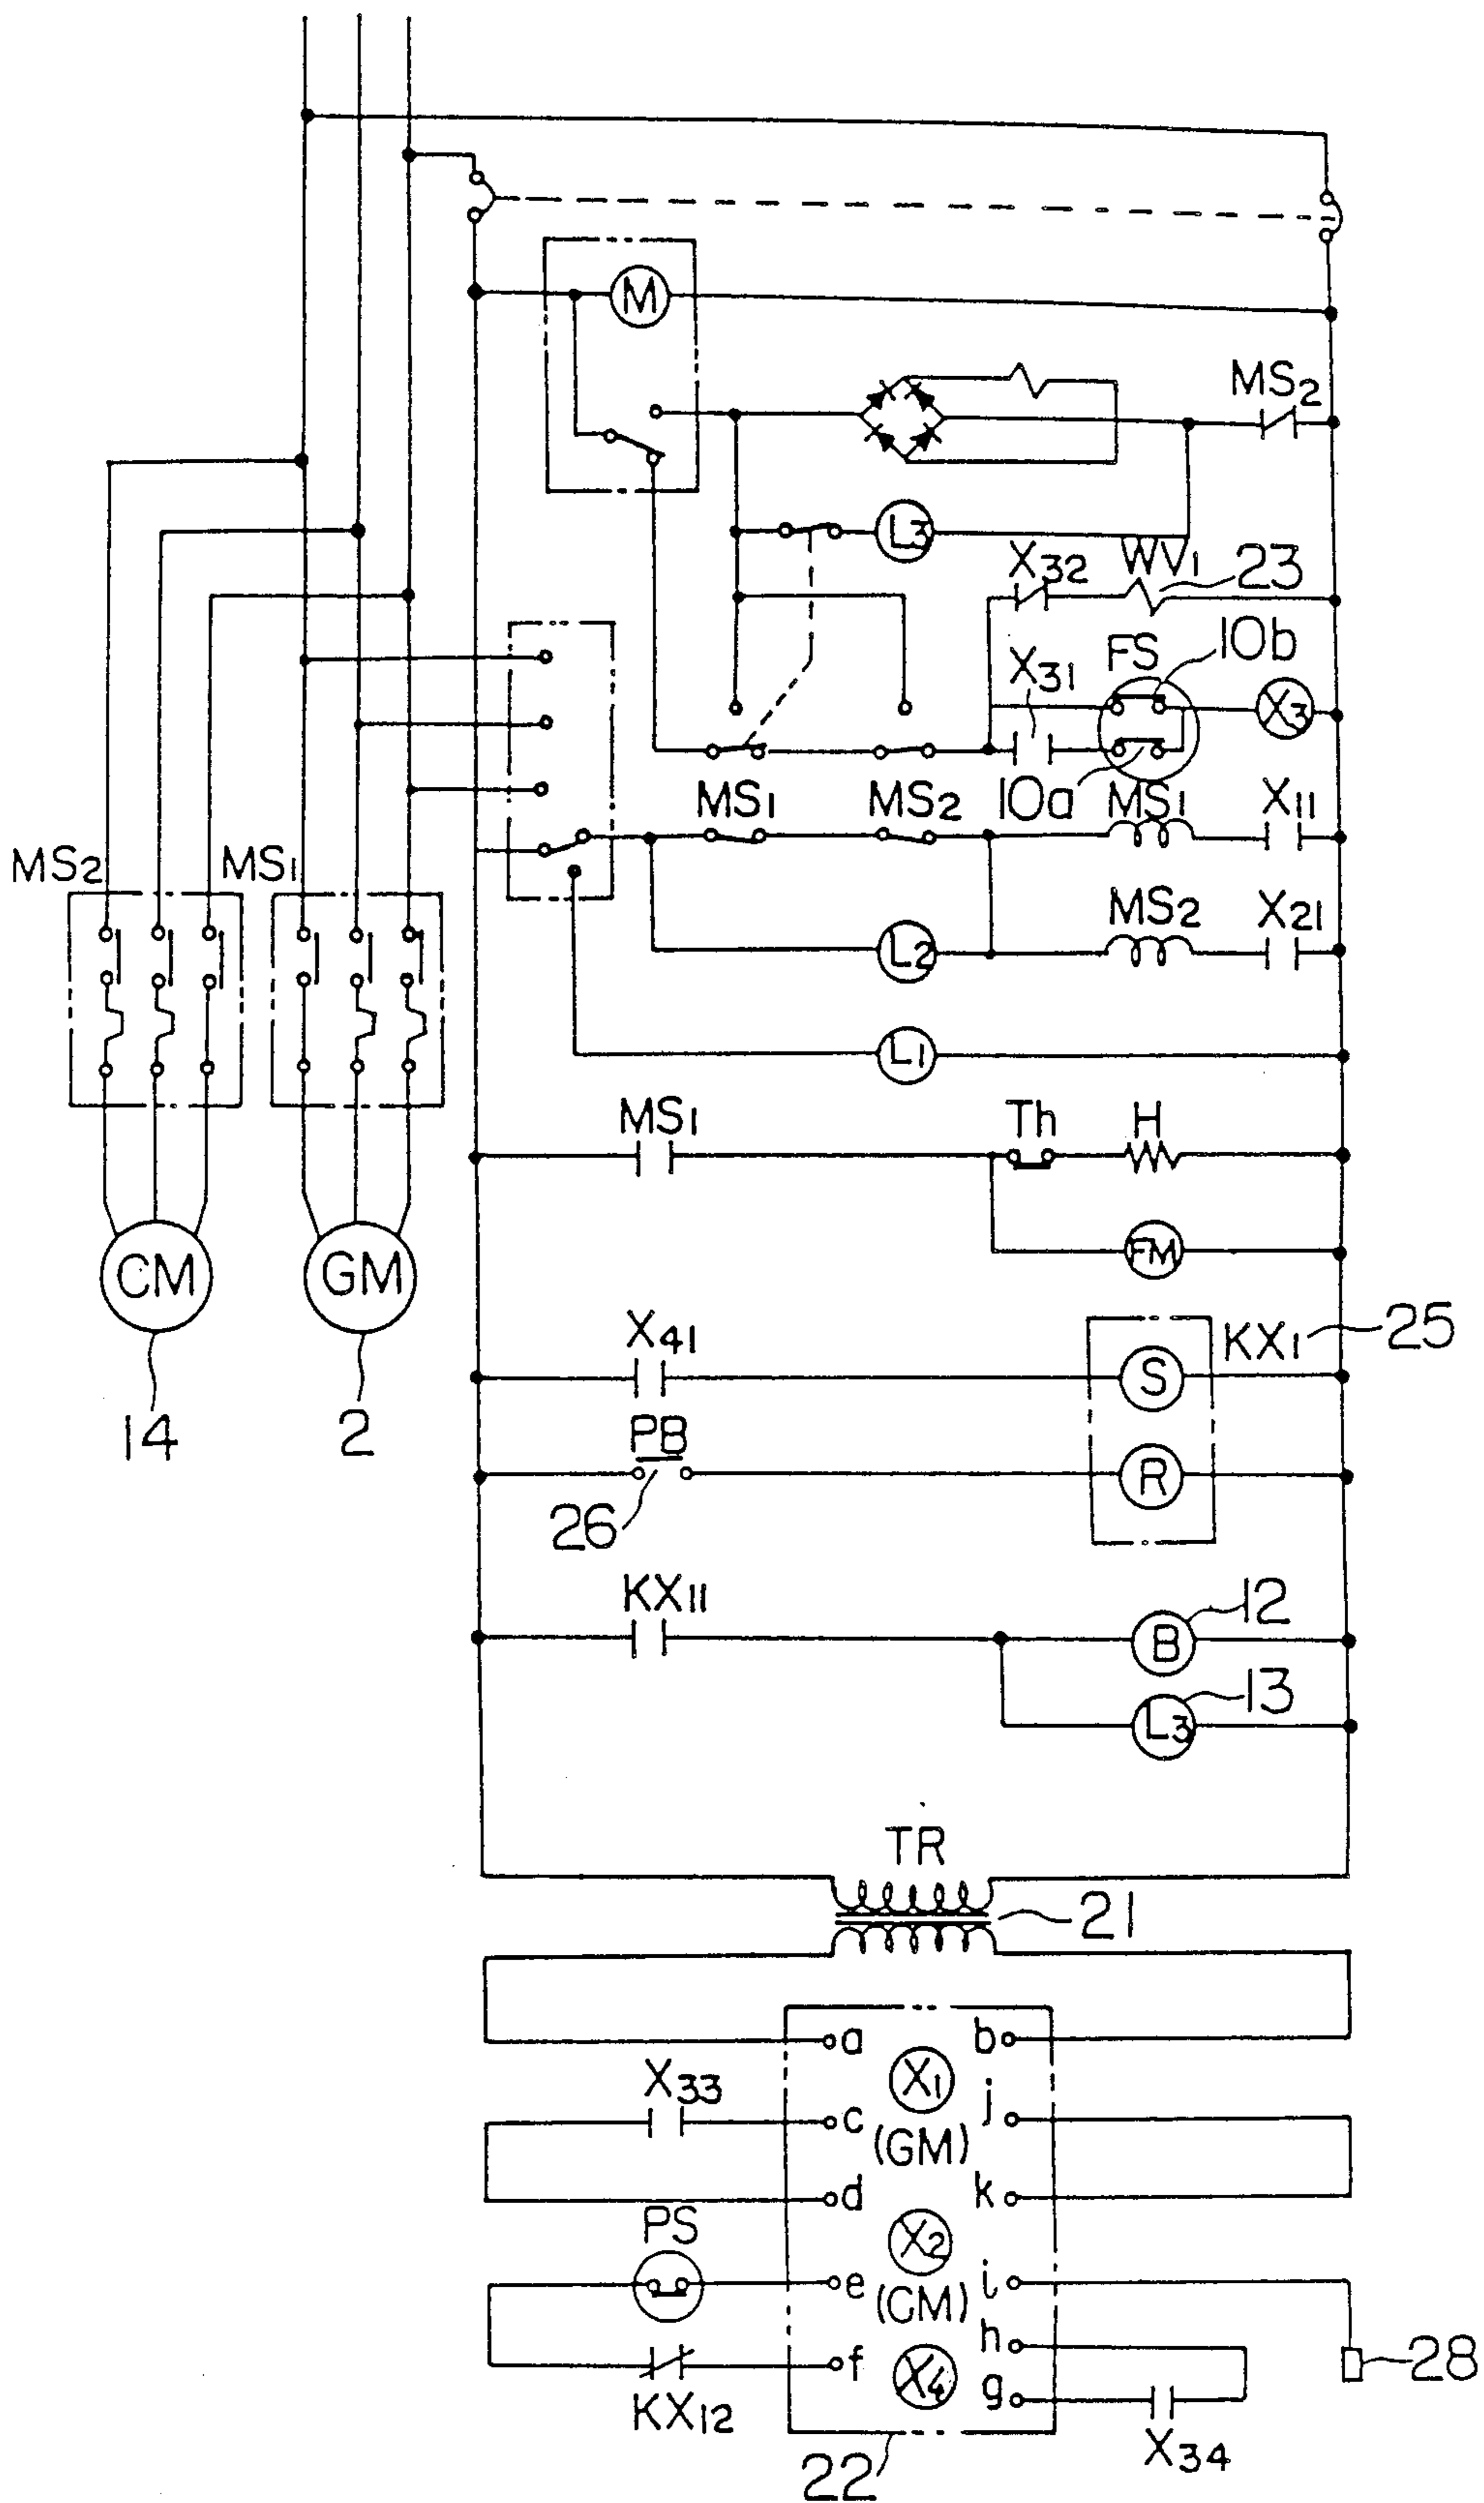 M
MS2
L3
X32
WV1
23
X31
FS
10b
X3
MS1
MS2
10a
MS1
X11
MS2
MS1
MS2
X21
L2
L1
MS1
Th
H
CM
GM
FM
14
2
X41
KX1
25
S
PB
R
26
KX11
B
12
L3
13
TR
21
a
b
X1
X33
c
j
(GM)
d
k
PS
X2
e
i
(CM)
h
f
X4
g
28
KX12
X34
22